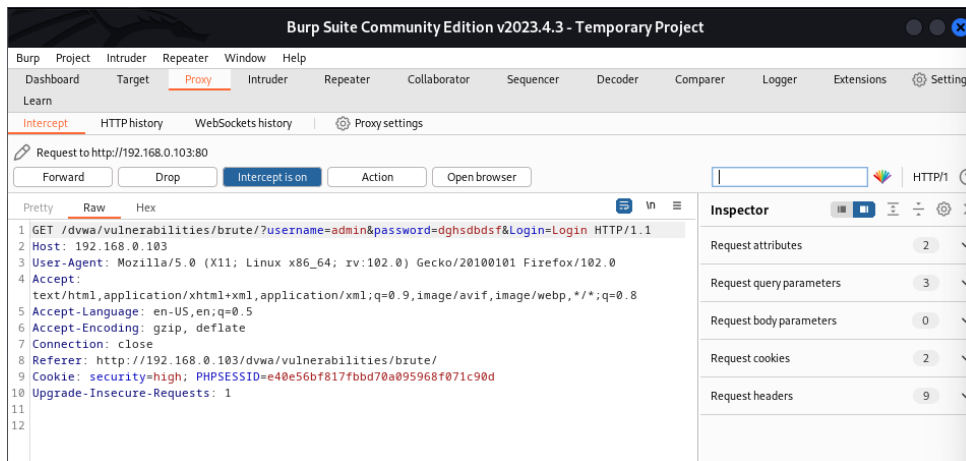 Burp Suite Community Edition v2023.4.3 - Temporary Project
Burp Project Intruder Repeater Window Help
Dashboard Target Proxy Intruder Repeater Collaborator Sequencer Decoder Comparer Logger Extensions Setting
Learn
Intercept HTTP history WebSockets history Proxy settings
Request to http://192.168.0.103:80
Forward Drop Intercept is on Action Open browser HTTP/1
Pretty Raw Hex \n Inspector
1 GET /dvwa/vulnerabilities/brute/?username=admin&password=dghsdbdsf&Login=Login HTTP/1.1
2 Host: 192.168.0.103
3 User-Agent: Mozilla/5.0 (X11; Linux x86_64; rv:102.0) Gecko/20100101 Firefox/102.0
4 Accept:
text/html,application/xhtml+xml,application/xml;q=0.9,image/avif,image/webp,*/*;q=0.8
5 Accept-Language: en-US,en;q=0.5
6 Accept-Encoding: gzip, deflate
7 Connection: close
8 Referer: http://192.168.0.103/dvwa/vulnerabilities/brute/
9 Cookie: security=high; PHPSESSID=e40e56bf817fbbd70a095968f071c90d
10 Upgrade-Insecure-Requests: 1
11
12
Request attributes 2
Request query parameters 3
Request body parameters 0
Request cookies 2
Request headers 9